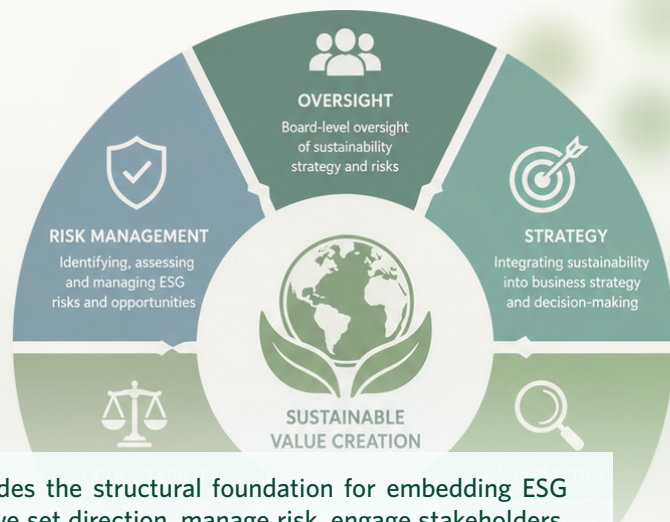 OVERSIGHT
Board-level oversight
of sustainability
strategy and risks
RISK MANAGEMENT
Identifying, assessing
and managing ESG
risks and opportunities
STRATEGY
Integrating sustainability
into business strategy
and decision-making
SUSTAINABLE
VALUE CREATION
the structural foundation for embedding ESG
set direction, manage risk, engage stakeholders